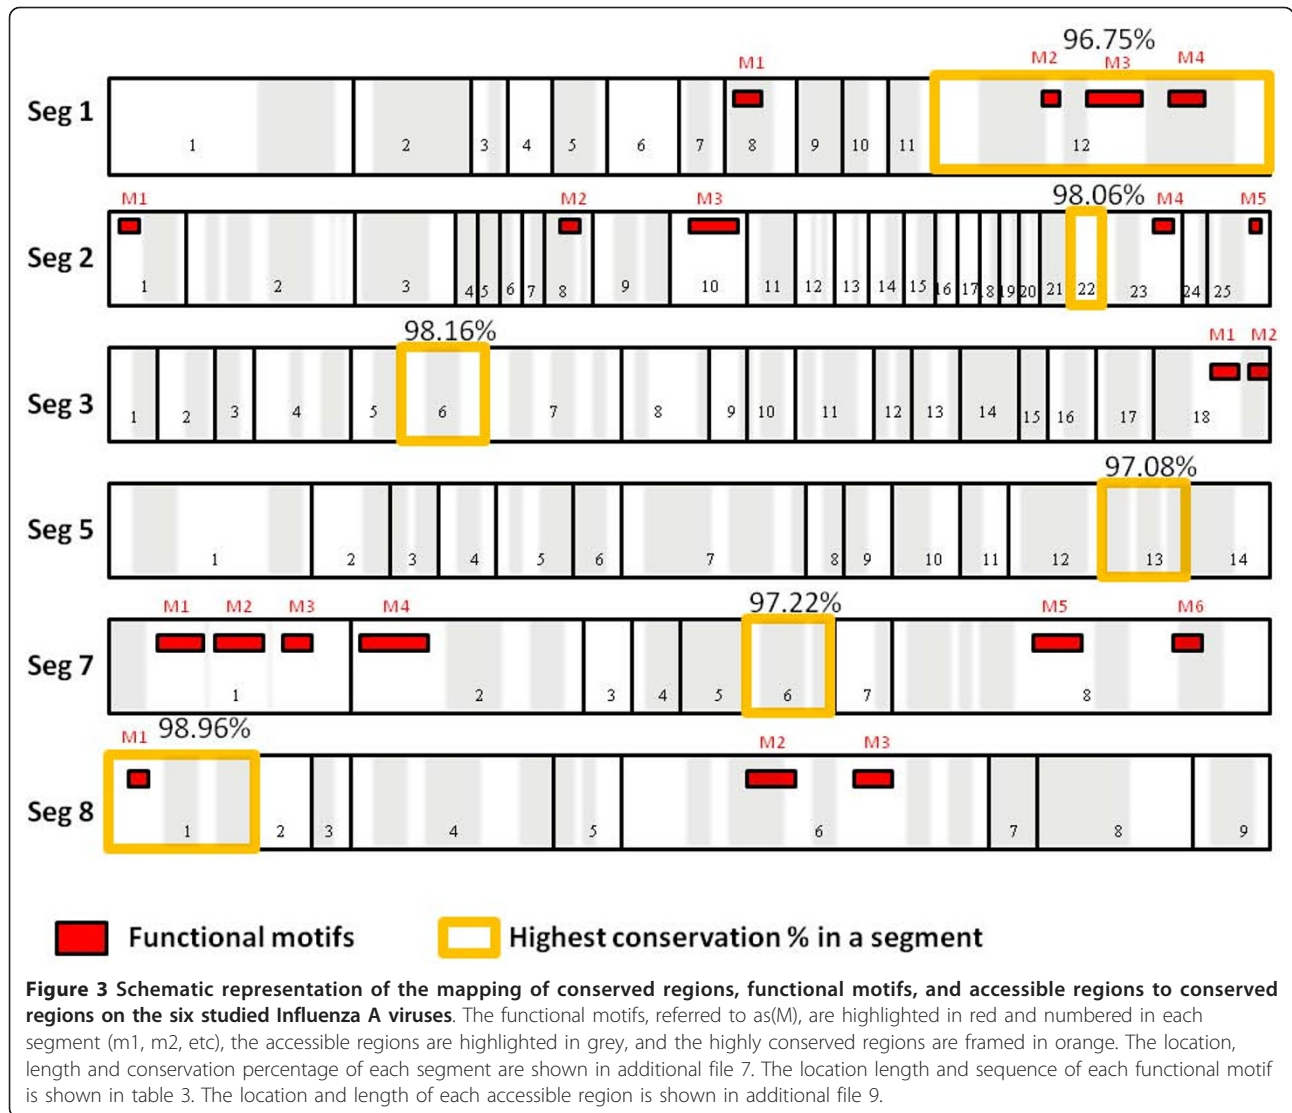 96.75%
M1 M2 M3 M4
Seg 1
1 2 3 4 5 6 7 8 9 10 11 12
98.06%
M1 M2 M3 M4 M5
Seg 2
1 2 3 4 5 6 7 8 9 10 11 12 13 14 15 16 17 18 19 20 21 22 23 24 25
98.16%
M1 M2
Seg 3
1 2 3 4 5 6 7 8 9 10 11 12 13 14 15 16 17 18
97.08%
Seg 5
1 2 3 4 5 6 7 8 9 10 11 12 13 14
97.22%
M1 M2 M3 M4 M5 M6
Seg 7
1 2 3 4 5 6 7 8
98.96%
M1 M2 M3
Seg 8
1 2 3 4 5 6 7 8 9
Functional motifs
Highest conservation % in a segment
Figure 3 Schematic representation of the mapping of conserved regions, functional motifs, and accessible regions to conserved
regions on the six studied Influenza A viruses. The functional motifs, referred to as(M), are highlighted in red and numbered in each
segment (m1, m2, etc), the accessible regions are highlighted in grey, and the highly conserved regions are framed in orange. The location,
length and conservation percentage of each segment are shown in additional file 7. The location length and sequence of each functional motif
is shown in table 3. The location and length of each accessible region is shown in additional file 9.